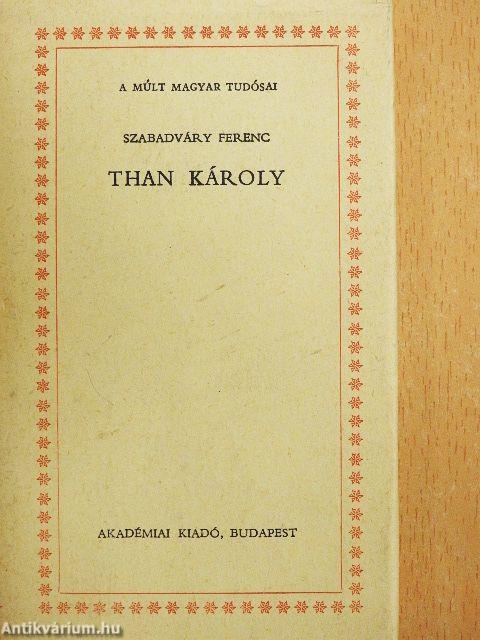 A MÚLT MAGYAR TUDÓSAI
SZABADVÁRY FERENC
THAN KÁROLY
AKADÉMIAI KIADÓ, BUDAPEST
Antikvárium.hu